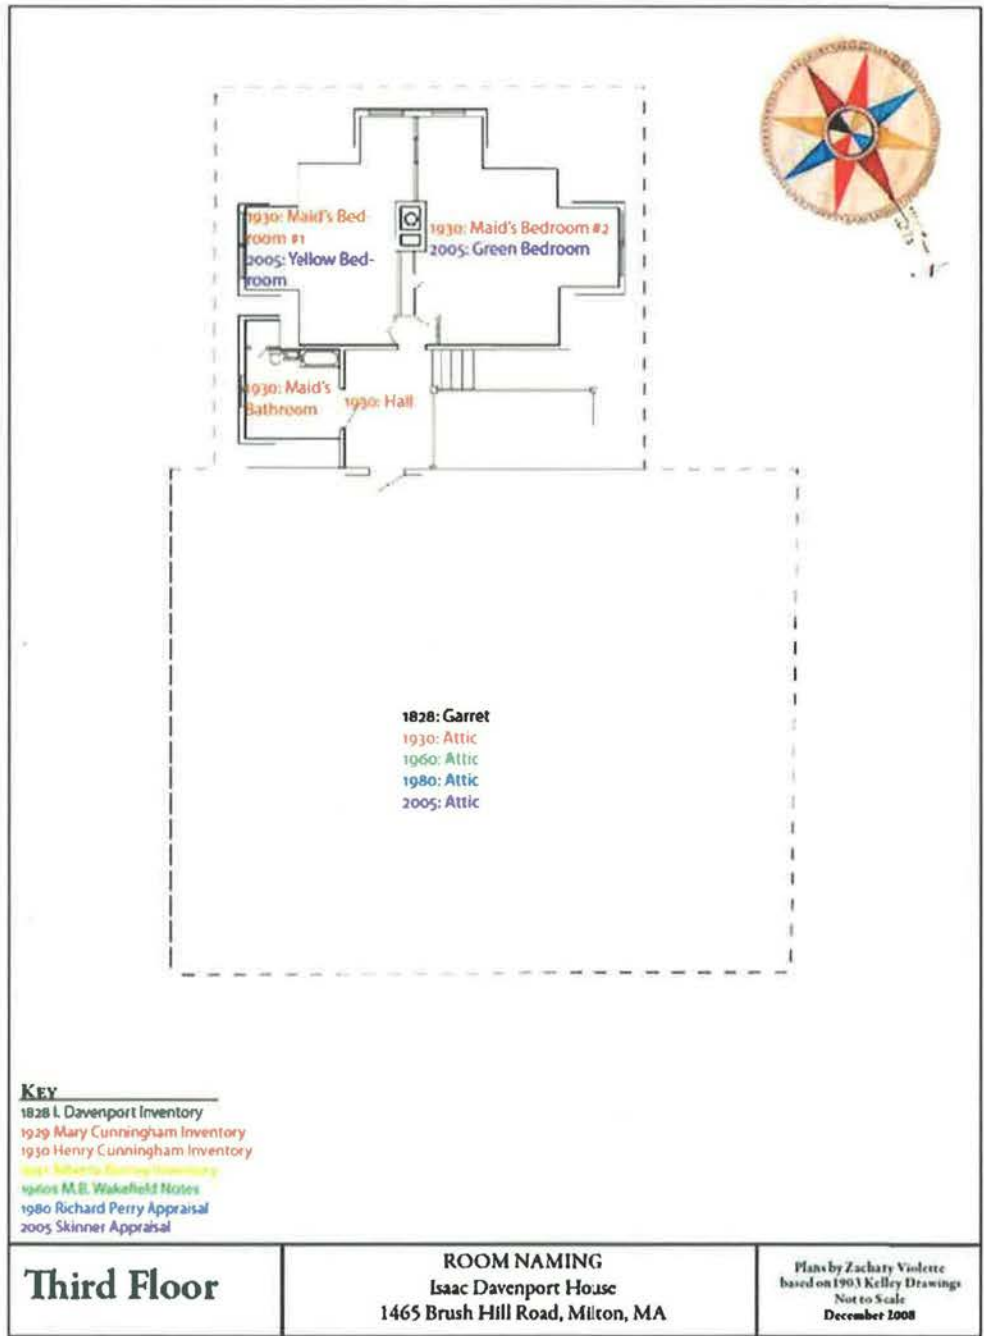 1930: Maid's Bed-
room #1
2005: Yellow Bed-
room
1930: Maid's Bedroom #2
2005: Green Bedroom
1930: Maid's
Bathroom
1930: Hall
1828: Garret
1930: Attic
1960: Attic
1980: Attic
2005: Attic
KEY
1828 I. Davenport Inventory
1929 Mary Cunningham Inventory
1930 Henry Cunningham Inventory
Inventory
1960s M.B. Wakefield Notes
1980 Richard Perry Appraisal
2005 Skinner Appraisal
Third Floor
ROOM NAMING
Isaac Davenport House
1465 Brush Hill Road, Milton, MA
Plans by Zachary Violette
based on 1903 Kelley Drawings
Not to Scale
December 2008